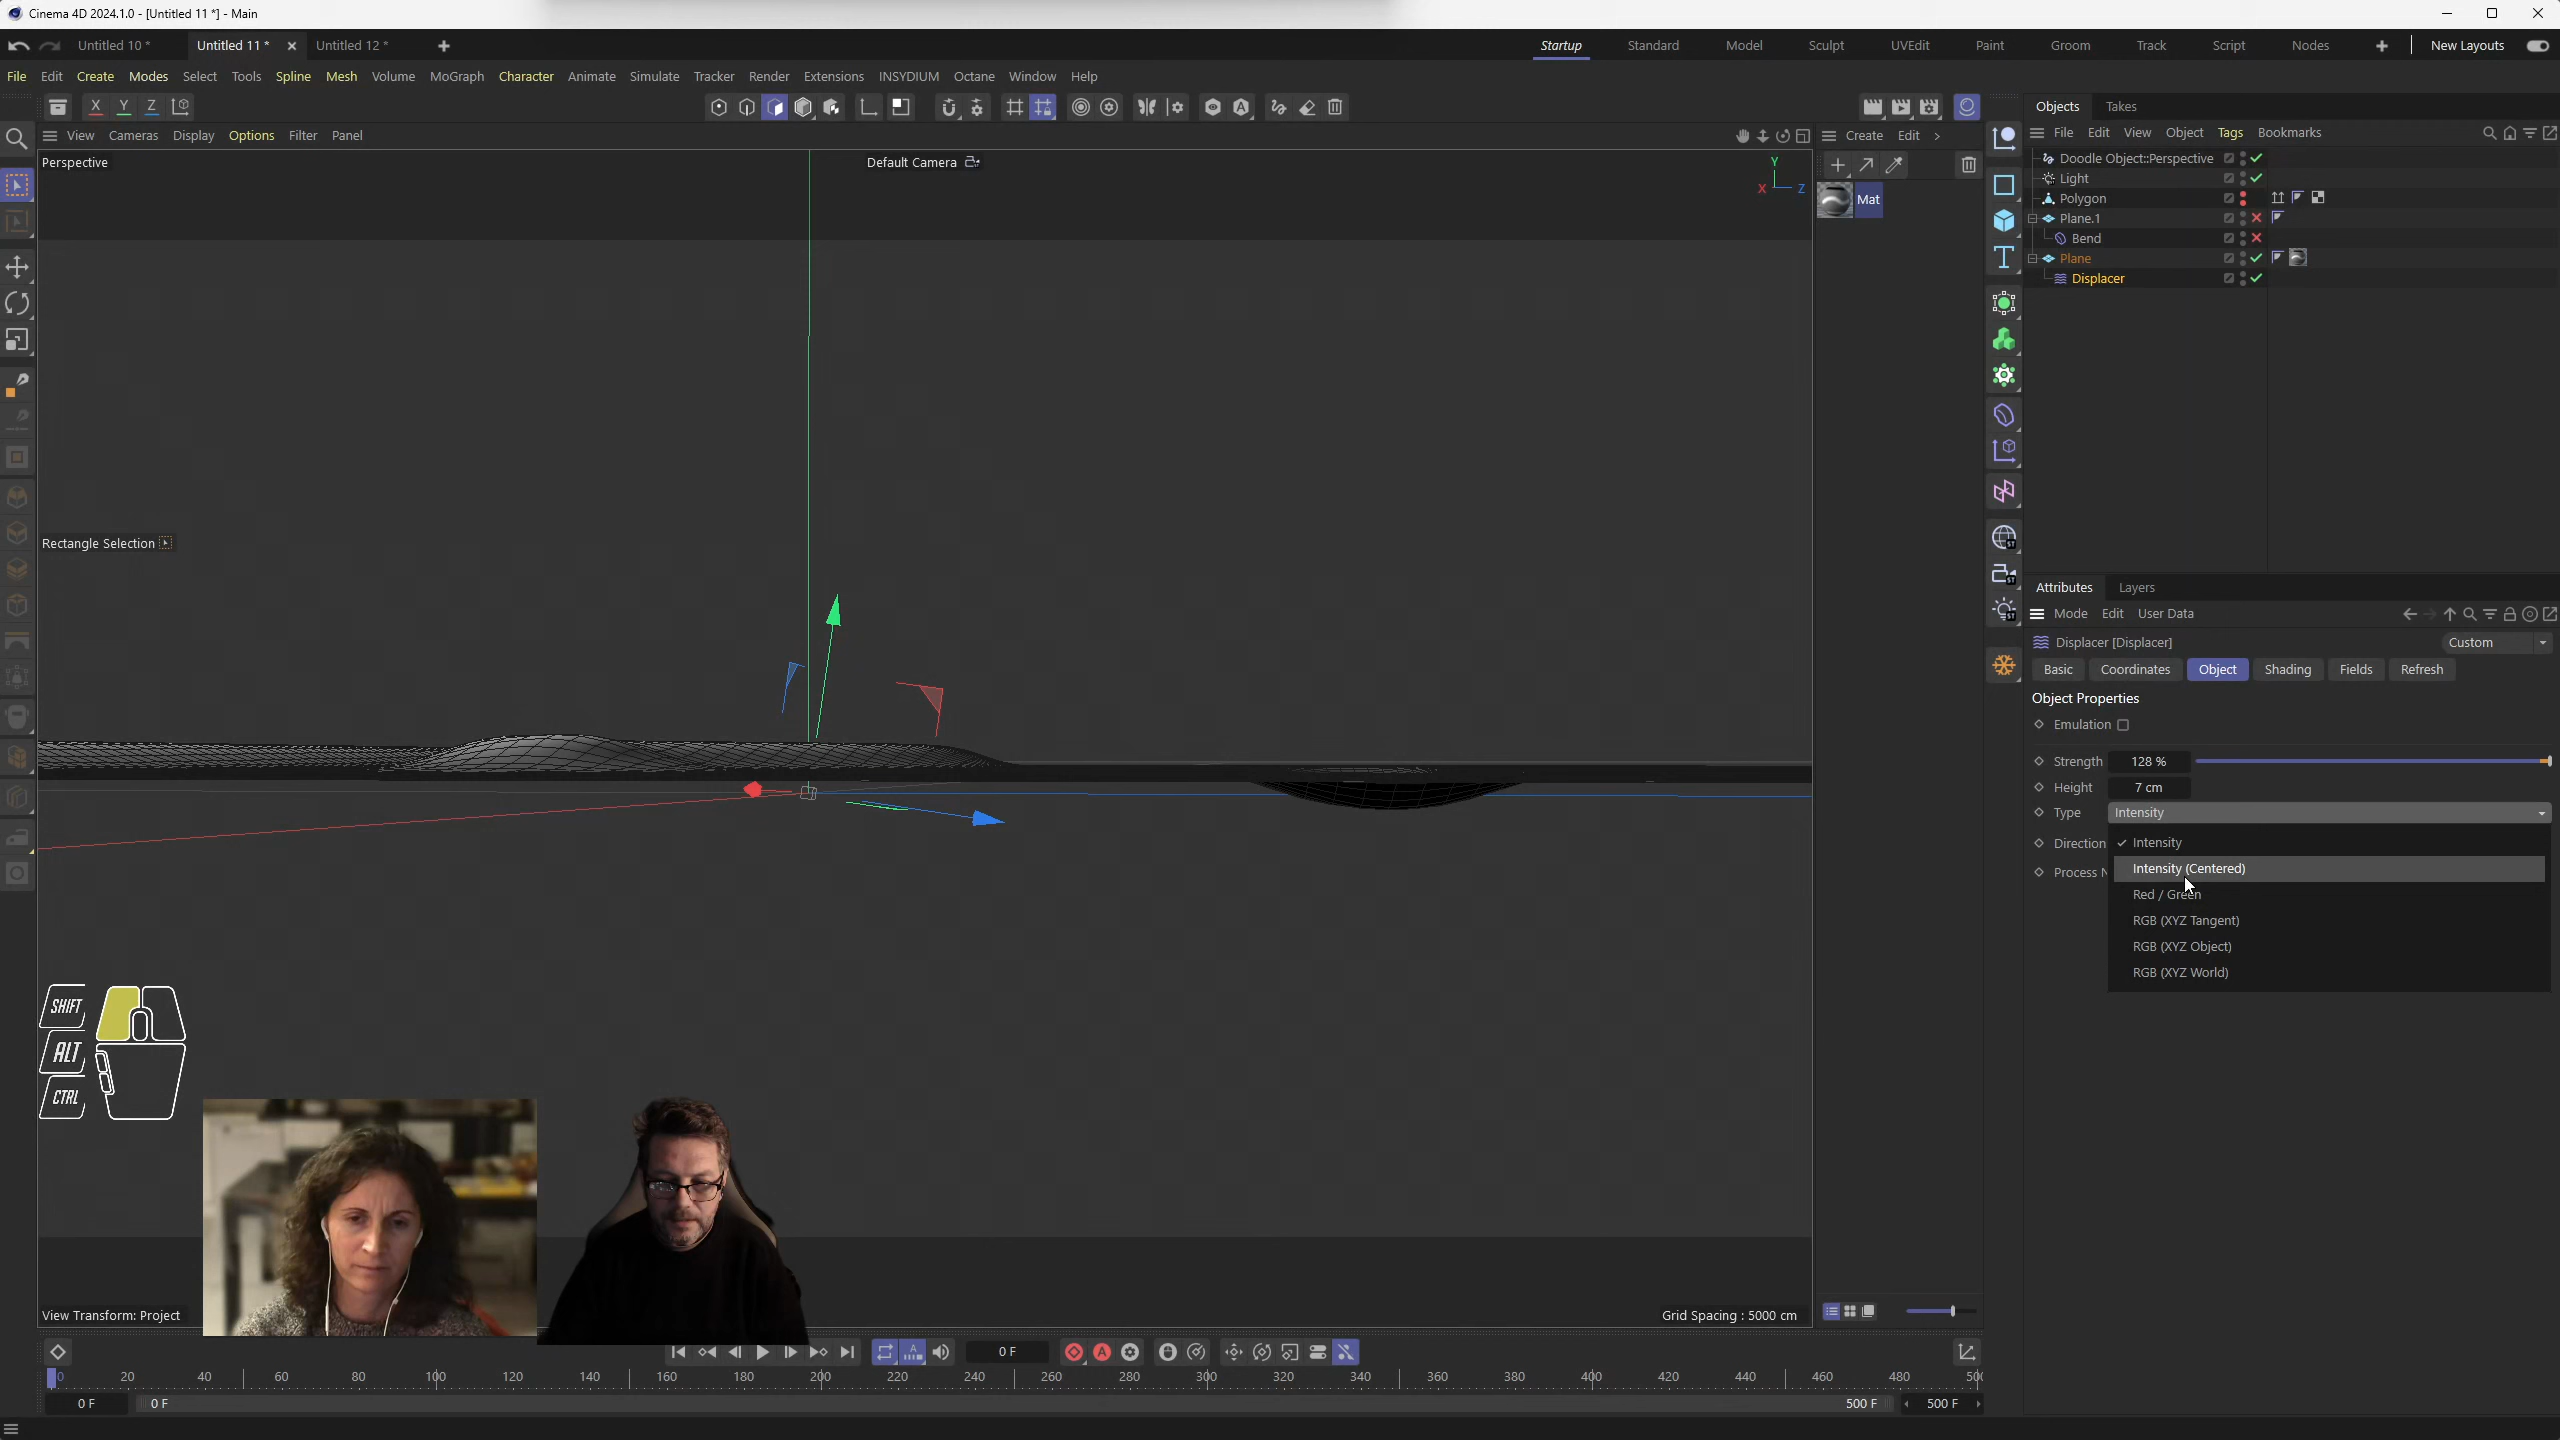 Cinema 4D 2024.1.0 - [Untitled 11 *] - Main
Untitled 10 *
Untitled 11 *
Untitled 12 *
Startup
Standard
Model
Sculpt
UVEdit
Paint
Groom
Track
Script
Nodes
New Layouts
File
Edit
Create
Modes
Select
Tools
Spline
Mesh
Volume
MoGraph
Character
Animate
Simulate
Tracker
Render
Extensions
INSYDIUM
Octane
Window
Help
X
Y
Z
View
Cameras
Display
Options
Filter
Panel
Create
Edit
Perspective
Default Camera
Y
X
Z
Mat
Rectangle Selection
SHIFT
ALT
CTRL
View Transform: Project
Grid Spacing : 5000 cm
Objects
Takes
File
Edit
View
Object
Tags
Bookmarks
Doodle Object::Perspective
Light
Polygon
Plane.1
Bend
Plane
Displacer
Attributes
Layers
Mode
Edit
User Data
Displacer [Displacer]
Custom
Basic
Coordinates
Object
Shading
Fields
Refresh
Object Properties
Emulation
Strength
128 %
Height
7 cm
Type
Intensity
Direction
Process N
Intensity
Intensity (Centered)
Red / Green
RGB (XYZ Tangent)
RGB (XYZ Object)
RGB (XYZ World)
0 F
0
20
40
60
80
100
120
140
160
180
200
220
240
260
280
300
320
340
360
380
400
420
440
460
480
0 F
0 F
500 F
500 F